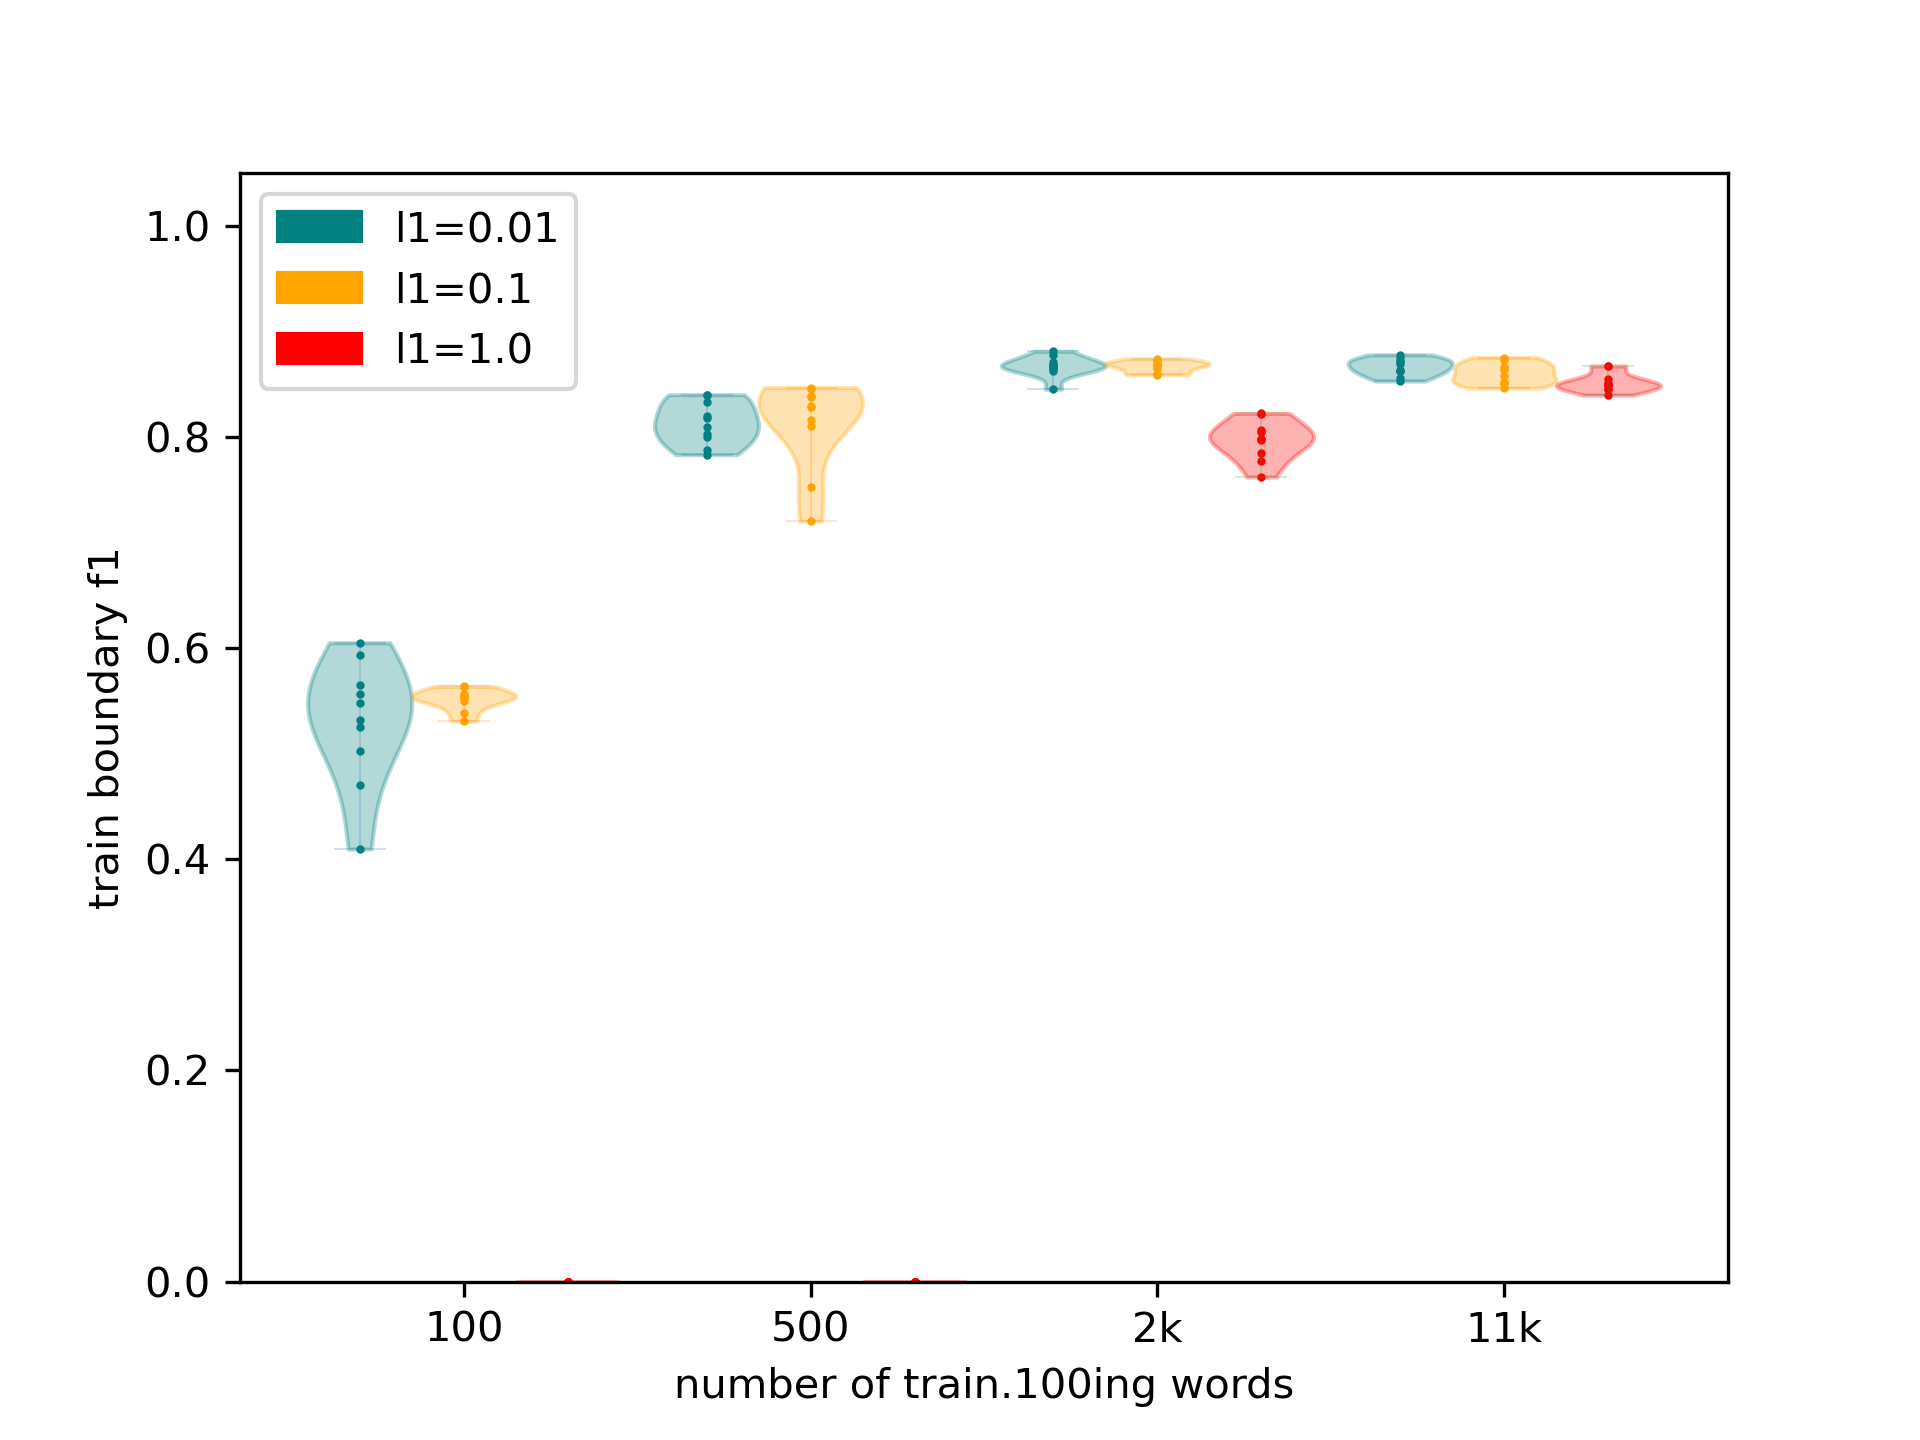 l1=0.01
l1=0.1
l1=1.0
1.0
0.8
0.6
0.4
0.2
0.0
train boundary f1
100 500 2k 11k
number of train.100ing words